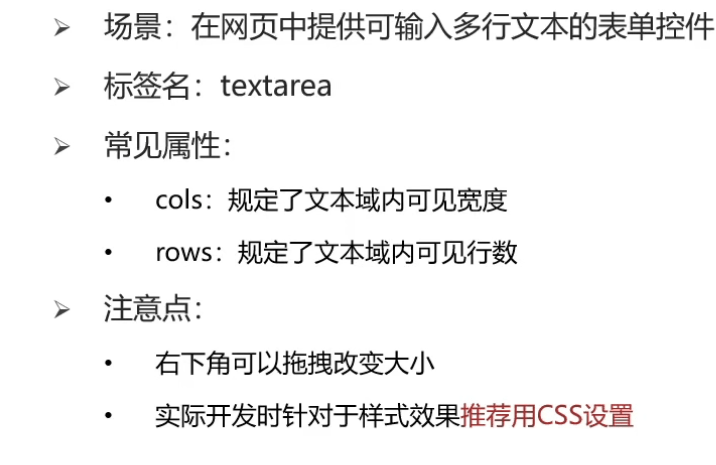 场景：在网页中提供可输入多行文本的表单控件
标签名：textarea
常见属性：
cols：规定了文本域内可见宽度
rows：规定了文本域内可见行数
注意点：
右下角可以拖拽改变大小
实际开发时针对于样式效果推荐用CSS设置